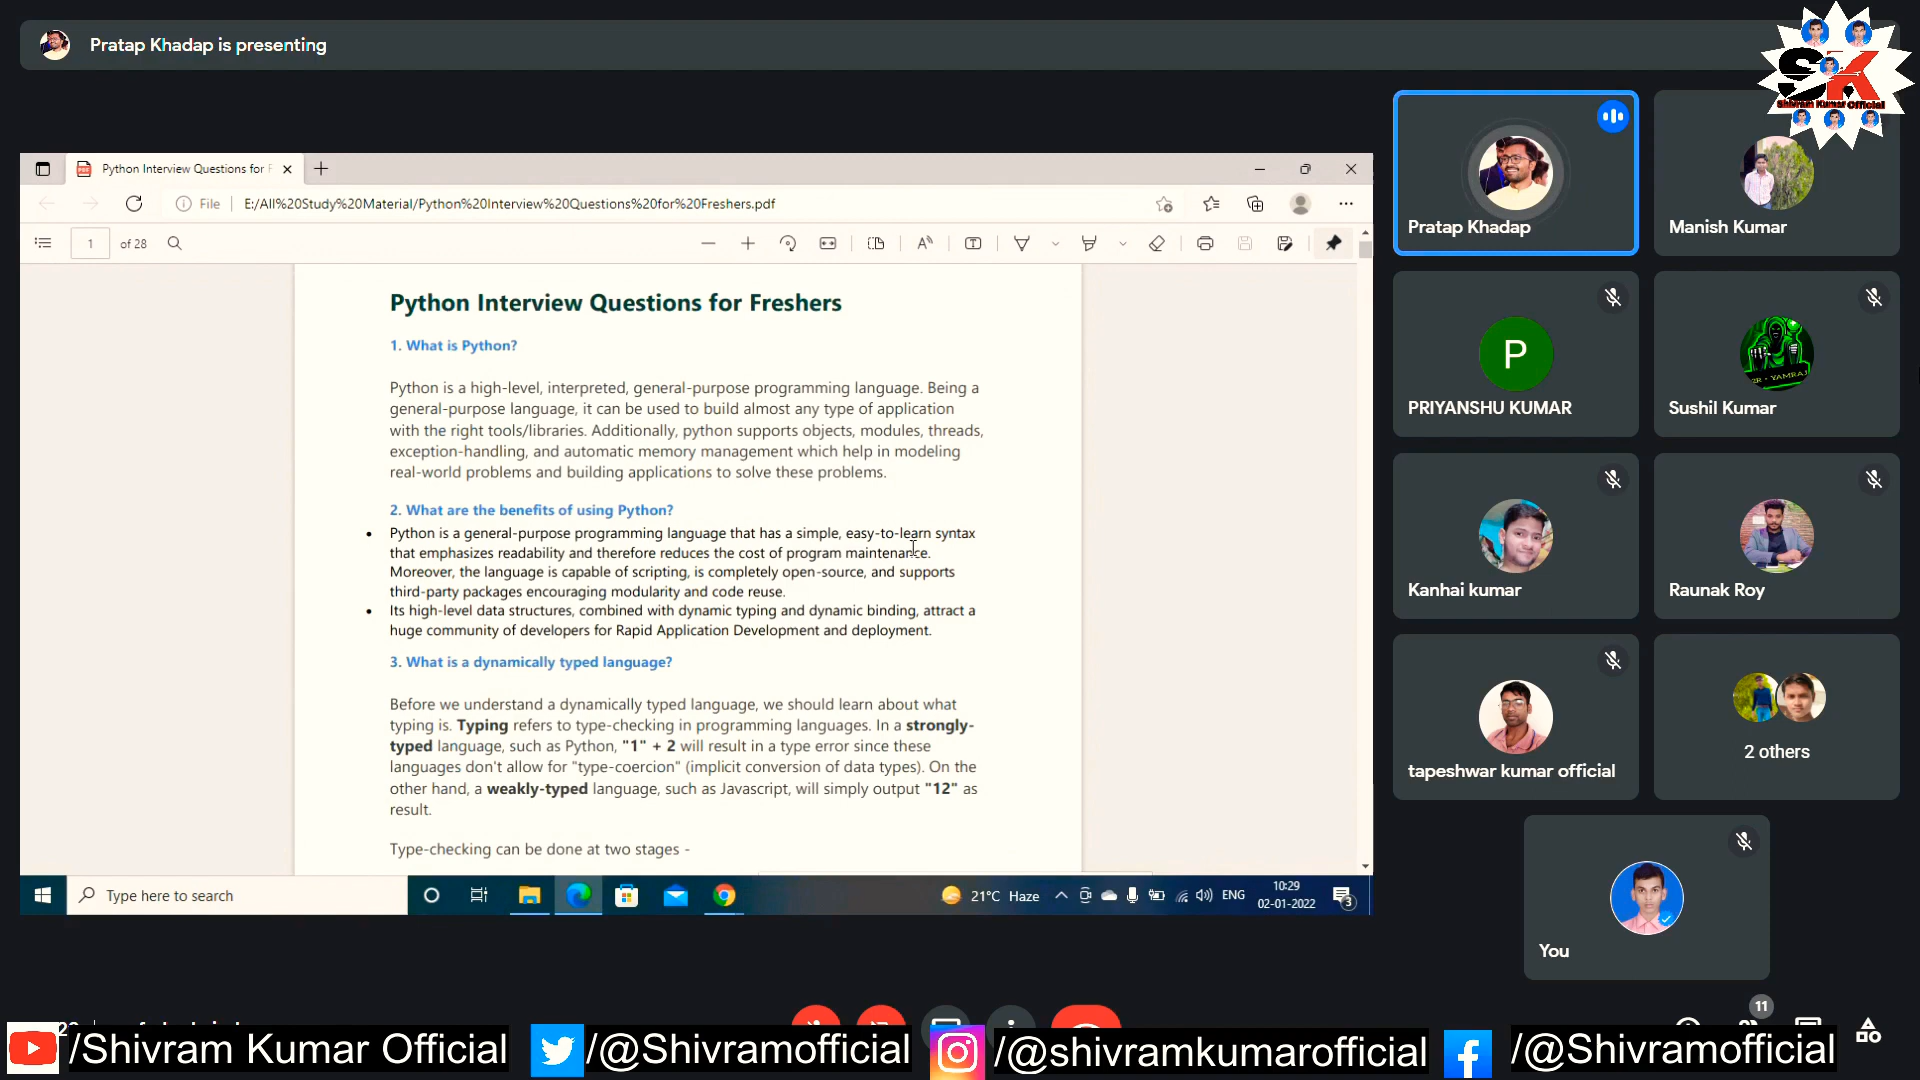 Pratap Khadap is presenting
SK
Shivram Kumar Official
Python Interview Questions for F
File
E:/All%20Study%20Material/Python%20Interview%20Questions%20for%20Freshers.pdf
1 of 28
Python Interview Questions for Freshers
1. What is Python?
Python is a high-level, interpreted, general-purpose programming language. Being a
general-purpose language, it can be used to build almost any type of application
with the right tools/libraries. Additionally, python supports objects, modules, threads,
exception-handling, and automatic memory management which help in modeling
real-world problems and building applications to solve these problems.
2. What are the benefits of using Python?
• Python is a general-purpose programming language that has a simple, easy-to-learn syntax
that emphasizes readability and therefore reduces the cost of program maintenance.
Moreover, the language is capable of scripting, is completely open-source, and supports
third-party packages encouraging modularity and code reuse.
• Its high-level data structures, combined with dynamic typing and dynamic binding, attract a
huge community of developers for Rapid Application Development and deployment.
3. What is a dynamically typed language?
Before we understand a dynamically typed language, we should learn about what
typing is. Typing refers to type-checking in programming languages. In a strongly-
typed language, such as Python, "1" + 2 will result in a type error since these
languages don't allow for "type-coercion" (implicit conversion of data types). On the
other hand, a weakly-typed language, such as Javascript, will simply output "12" as
result.
Type-checking can be done at two stages -
Type here to search
21°C Haze
ENG
10:29
02-01-2022
3
Pratap Khadap
Manish Kumar
P
PRIYANSHU KUMAR
YAMRAJ
Sushil Kumar
Kanhai kumar
Raunak Roy
tapeshwar kumar official
2 others
You
11
/Shivram Kumar Official
/@Shivramofficial
/@shivramkumarofficial
/@Shivramofficial